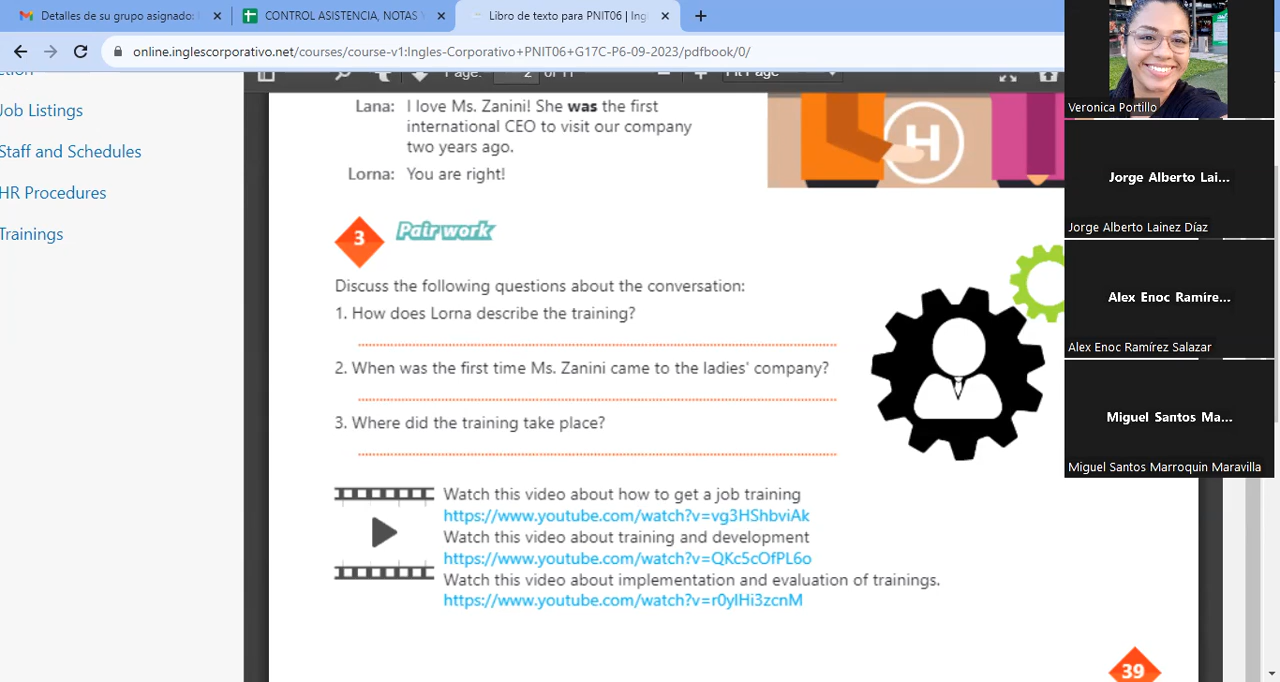 Detalles de su grupo asignado:
CONTROL ASISTENCIA, NOTAS Y
Libro de texto para PNIT06 | Ingl
online.inglescorporativo.net/courses/course-v1:Ingles-Corporativo+PNIT06+G17C-P6-09-2023/pdfbook/0/
Page: 2 of 11
Fit Page
Job Listings
Staff and Schedules
HR Procedures
Trainings
Lana: I love Ms. Zanini! She was the first
international CEO to visit our company
two years ago.
Lorna: You are right!
H
3 Pair work
Discuss the following questions about the conversation:
1. How does Lorna describe the training?
2. When was the first time Ms. Zanini came to the ladies' company?
3. Where did the training take place?
Watch this video about how to get a job training
https://www.youtube.com/watch?v=vg3HShbviAk
Watch this video about training and development
https://www.youtube.com/watch?v=QKc5cOfPL6o
Watch this video about implementation and evaluation of trainings.
https://www.youtube.com/watch?v=r0ylHi3zcnM
39
Veronica Portillo
Jorge Alberto Lai...
Jorge Alberto Lainez Díaz
Alex Enoc Ramíre...
Alex Enoc Ramírez Salazar
Miguel Santos Ma...
Miguel Santos Marroquin Maravilla